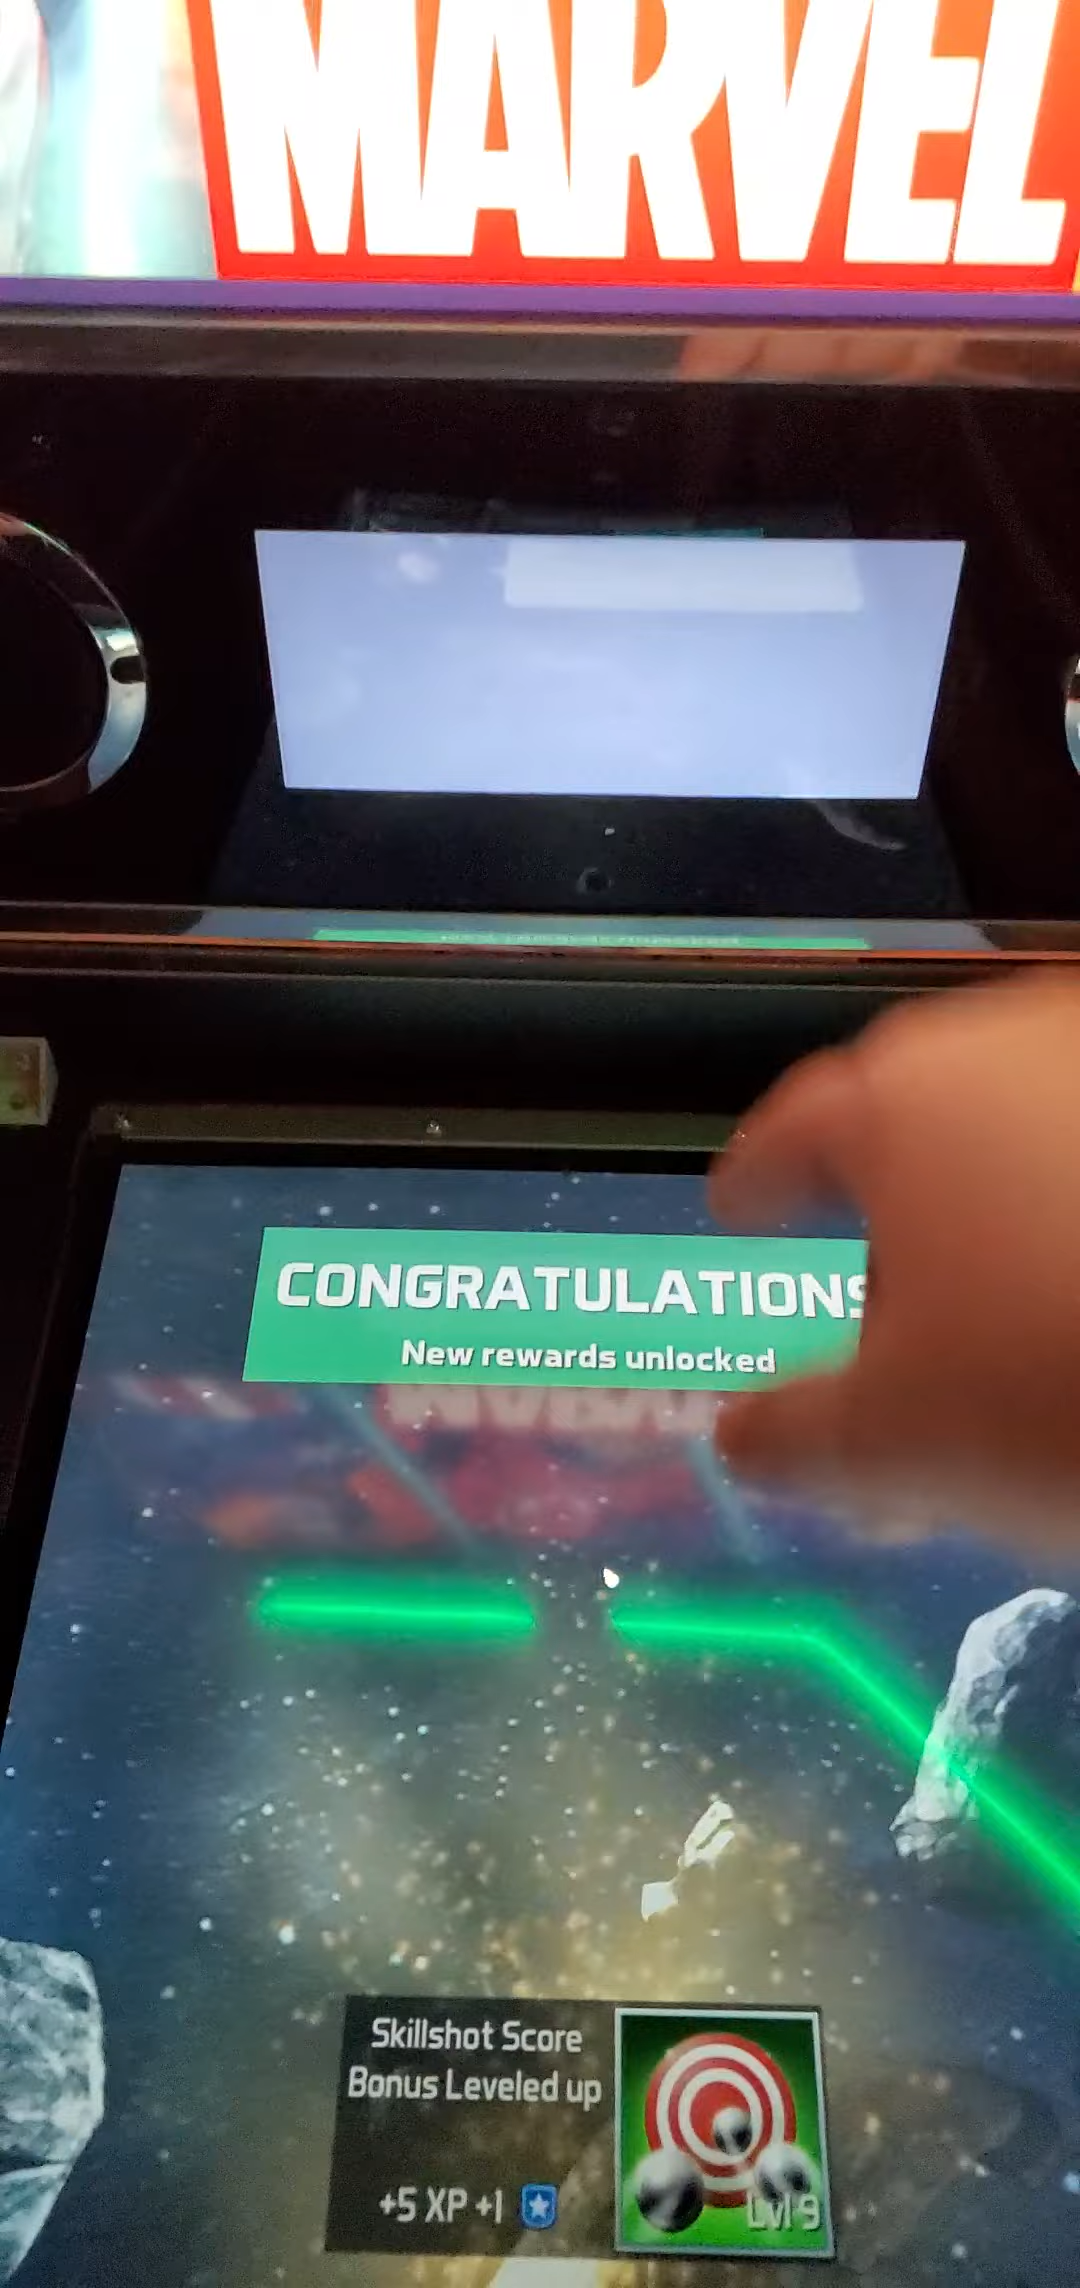 MARVEL
CONGRATULATIONS
New rewards unlocked
Skillshot Score
Bonus Leveled up
+5 XP +1
Lvl 9